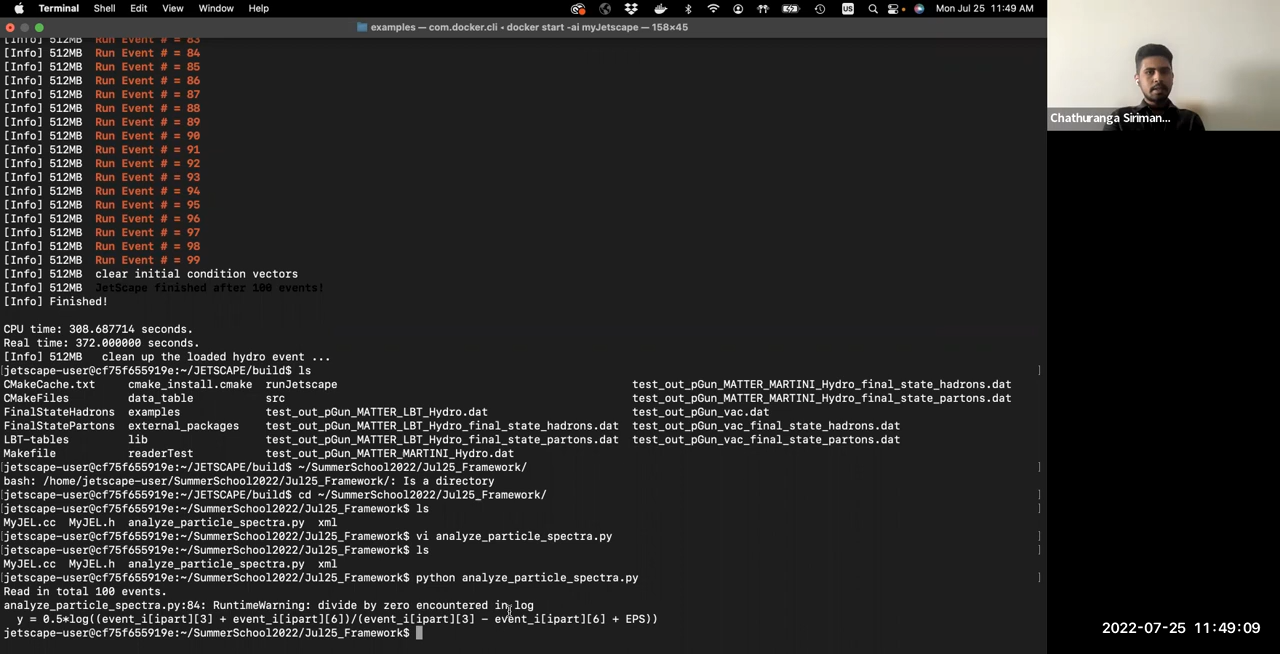 Terminal Shell Edit View Window Help US Mon Jul 25 11:49 AM
examples — com.docker.cli • docker start -ai myJetscape — 158×45
[Info] 512MB Run Event # = 83
[Info] 512MB Run Event # = 84
[Info] 512MB Run Event # = 85
[Info] 512MB Run Event # = 86
[Info] 512MB Run Event # = 87
[Info] 512MB Run Event # = 88
[Info] 512MB Run Event # = 89
[Info] 512MB Run Event # = 90
[Info] 512MB Run Event # = 91
[Info] 512MB Run Event # = 92
[Info] 512MB Run Event # = 93
[Info] 512MB Run Event # = 94
[Info] 512MB Run Event # = 95
[Info] 512MB Run Event # = 96
[Info] 512MB Run Event # = 97
[Info] 512MB Run Event # = 98
[Info] 512MB Run Event # = 99
[Info] 512MB clear initial condition vectors
[Info] 512MB JetScape finished after 100 events!
[Info] Finished!
CPU time: 308.687714 seconds.
Real time: 372.000000 seconds.
[Info] 512MB clean up the loaded hydro event ...
[jetscape-user@cf75f655919e:~/JETSCAPE/build$ ls ]
CMakeCache.txt cmake_install.cmake runJetscape test_out_pGun_MATTER_MARTINI_Hydro_final_state_hadrons.dat
CMakeFiles data_table src test_out_pGun_MATTER_MARTINI_Hydro_final_state_partons.dat
FinalStateHadrons examples test_out_pGun_MATTER_LBT_Hydro.dat test_out_pGun_vac.dat
FinalStatePartons external_packages test_out_pGun_MATTER_LBT_Hydro_final_state_hadrons.dat test_out_pGun_vac_final_state_hadrons.dat
LBT-tables lib test_out_pGun_MATTER_LBT_Hydro_final_state_partons.dat test_out_pGun_vac_final_state_partons.dat
Makefile readerTest test_out_pGun_MATTER_MARTINI_Hydro.dat
[jetscape-user@cf75f655919e:~/JETSCAPE/build$ ~/SummerSchool2022/Jul25_Framework/ ]
bash: /home/jetscape-user/SummerSchool2022/Jul25_Framework/: Is a directory
[jetscape-user@cf75f655919e:~/JETSCAPE/build$ cd ~/SummerSchool2022/Jul25_Framework/ ]
[jetscape-user@cf75f655919e:~/SummerSchool2022/Jul25_Framework$ ls ]
MyJEL.cc MyJEL.h analyze_particle_spectra.py xml
[jetscape-user@cf75f655919e:~/SummerSchool2022/Jul25_Framework$ vi analyze_particle_spectra.py ]
[jetscape-user@cf75f655919e:~/SummerSchool2022/Jul25_Framework$ ls ]
MyJEL.cc MyJEL.h analyze_particle_spectra.py xml
[jetscape-user@cf75f655919e:~/SummerSchool2022/Jul25_Framework$ python analyze_particle_spectra.py ]
Read in total 100 events.
analyze_particle_spectra.py:84: RuntimeWarning: divide by zero encountered in log
y = 0.5*log((event_i[ipart][3] + event_i[ipart][6])/(event_i[ipart][3] - event_i[ipart][6] + EPS))
jetscape-user@cf75f655919e:~/SummerSchool2022/Jul25_Framework$
Chathuranga Siriman...
2022-07-25 11:49:09